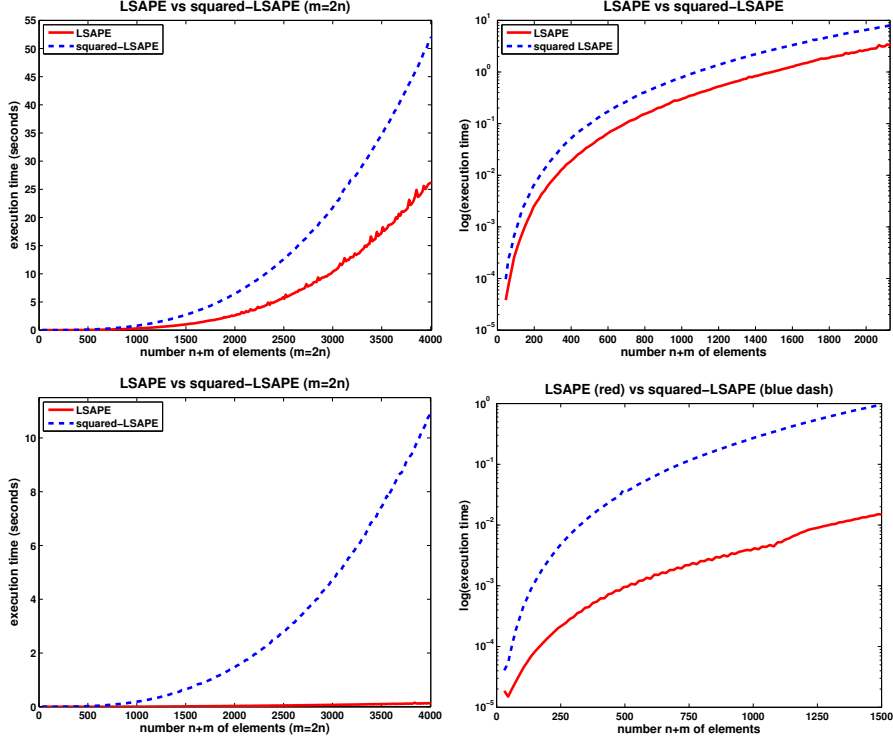 LSAPE vs squared−LSAPE (m=2n)
LSAPE
squared−LSAPE
execution time (seconds)
55
50
45
40
35
30
25
20
15
10
5
0
0 500 1000 1500 2000 2500 3000 3500 4000
number n+m of elements (m=2n)
LSAPE vs squared−LSAPE
LSAPE
squared LSAPE
log(execution time)
10^1
10^0
10^−1
10^−2
10^−3
10^−4
10^−5
200 400 600 800 1000 1200 1400 1600 1800 2000
number n+m of elements
LSAPE vs squared−LSAPE (m=2n)
LSAPE
squared−LSAPE
execution time (seconds)
10
8
6
4
2
0
0 500 1000 1500 2000 2500 3000 3500 4000
number n+m of elements (m=2n)
LSAPE (red) vs squared−LSAPE (blue dash)
log(execution time)
10^0
10^−1
10^−2
10^−3
10^−4
10^−5
0 250 500 750 1000 1250 1500
number n+m of elements